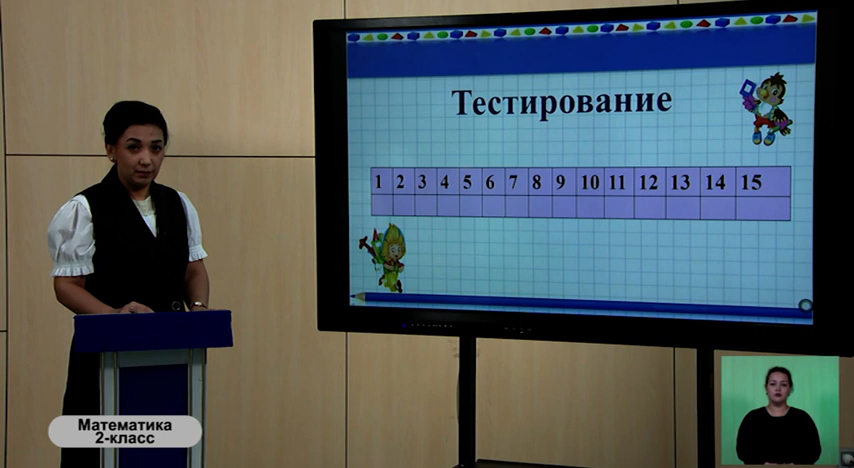 Тестирование
1 2 3 4 5 6 7 8 9 10 11 12 13 14 15
Математика
2-класс